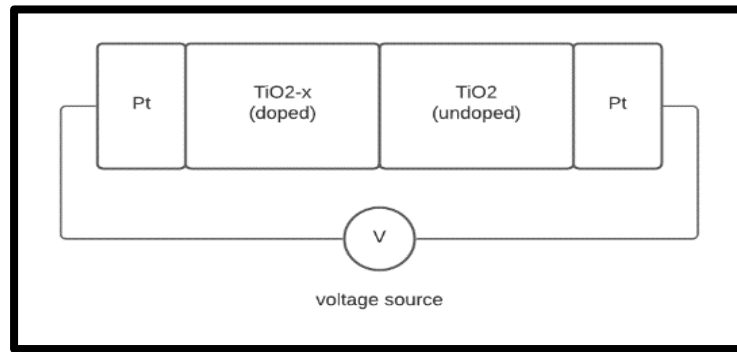 Pt
TiO2-x
(doped)
TiO2
(undoped)
Pt
V
voltage source